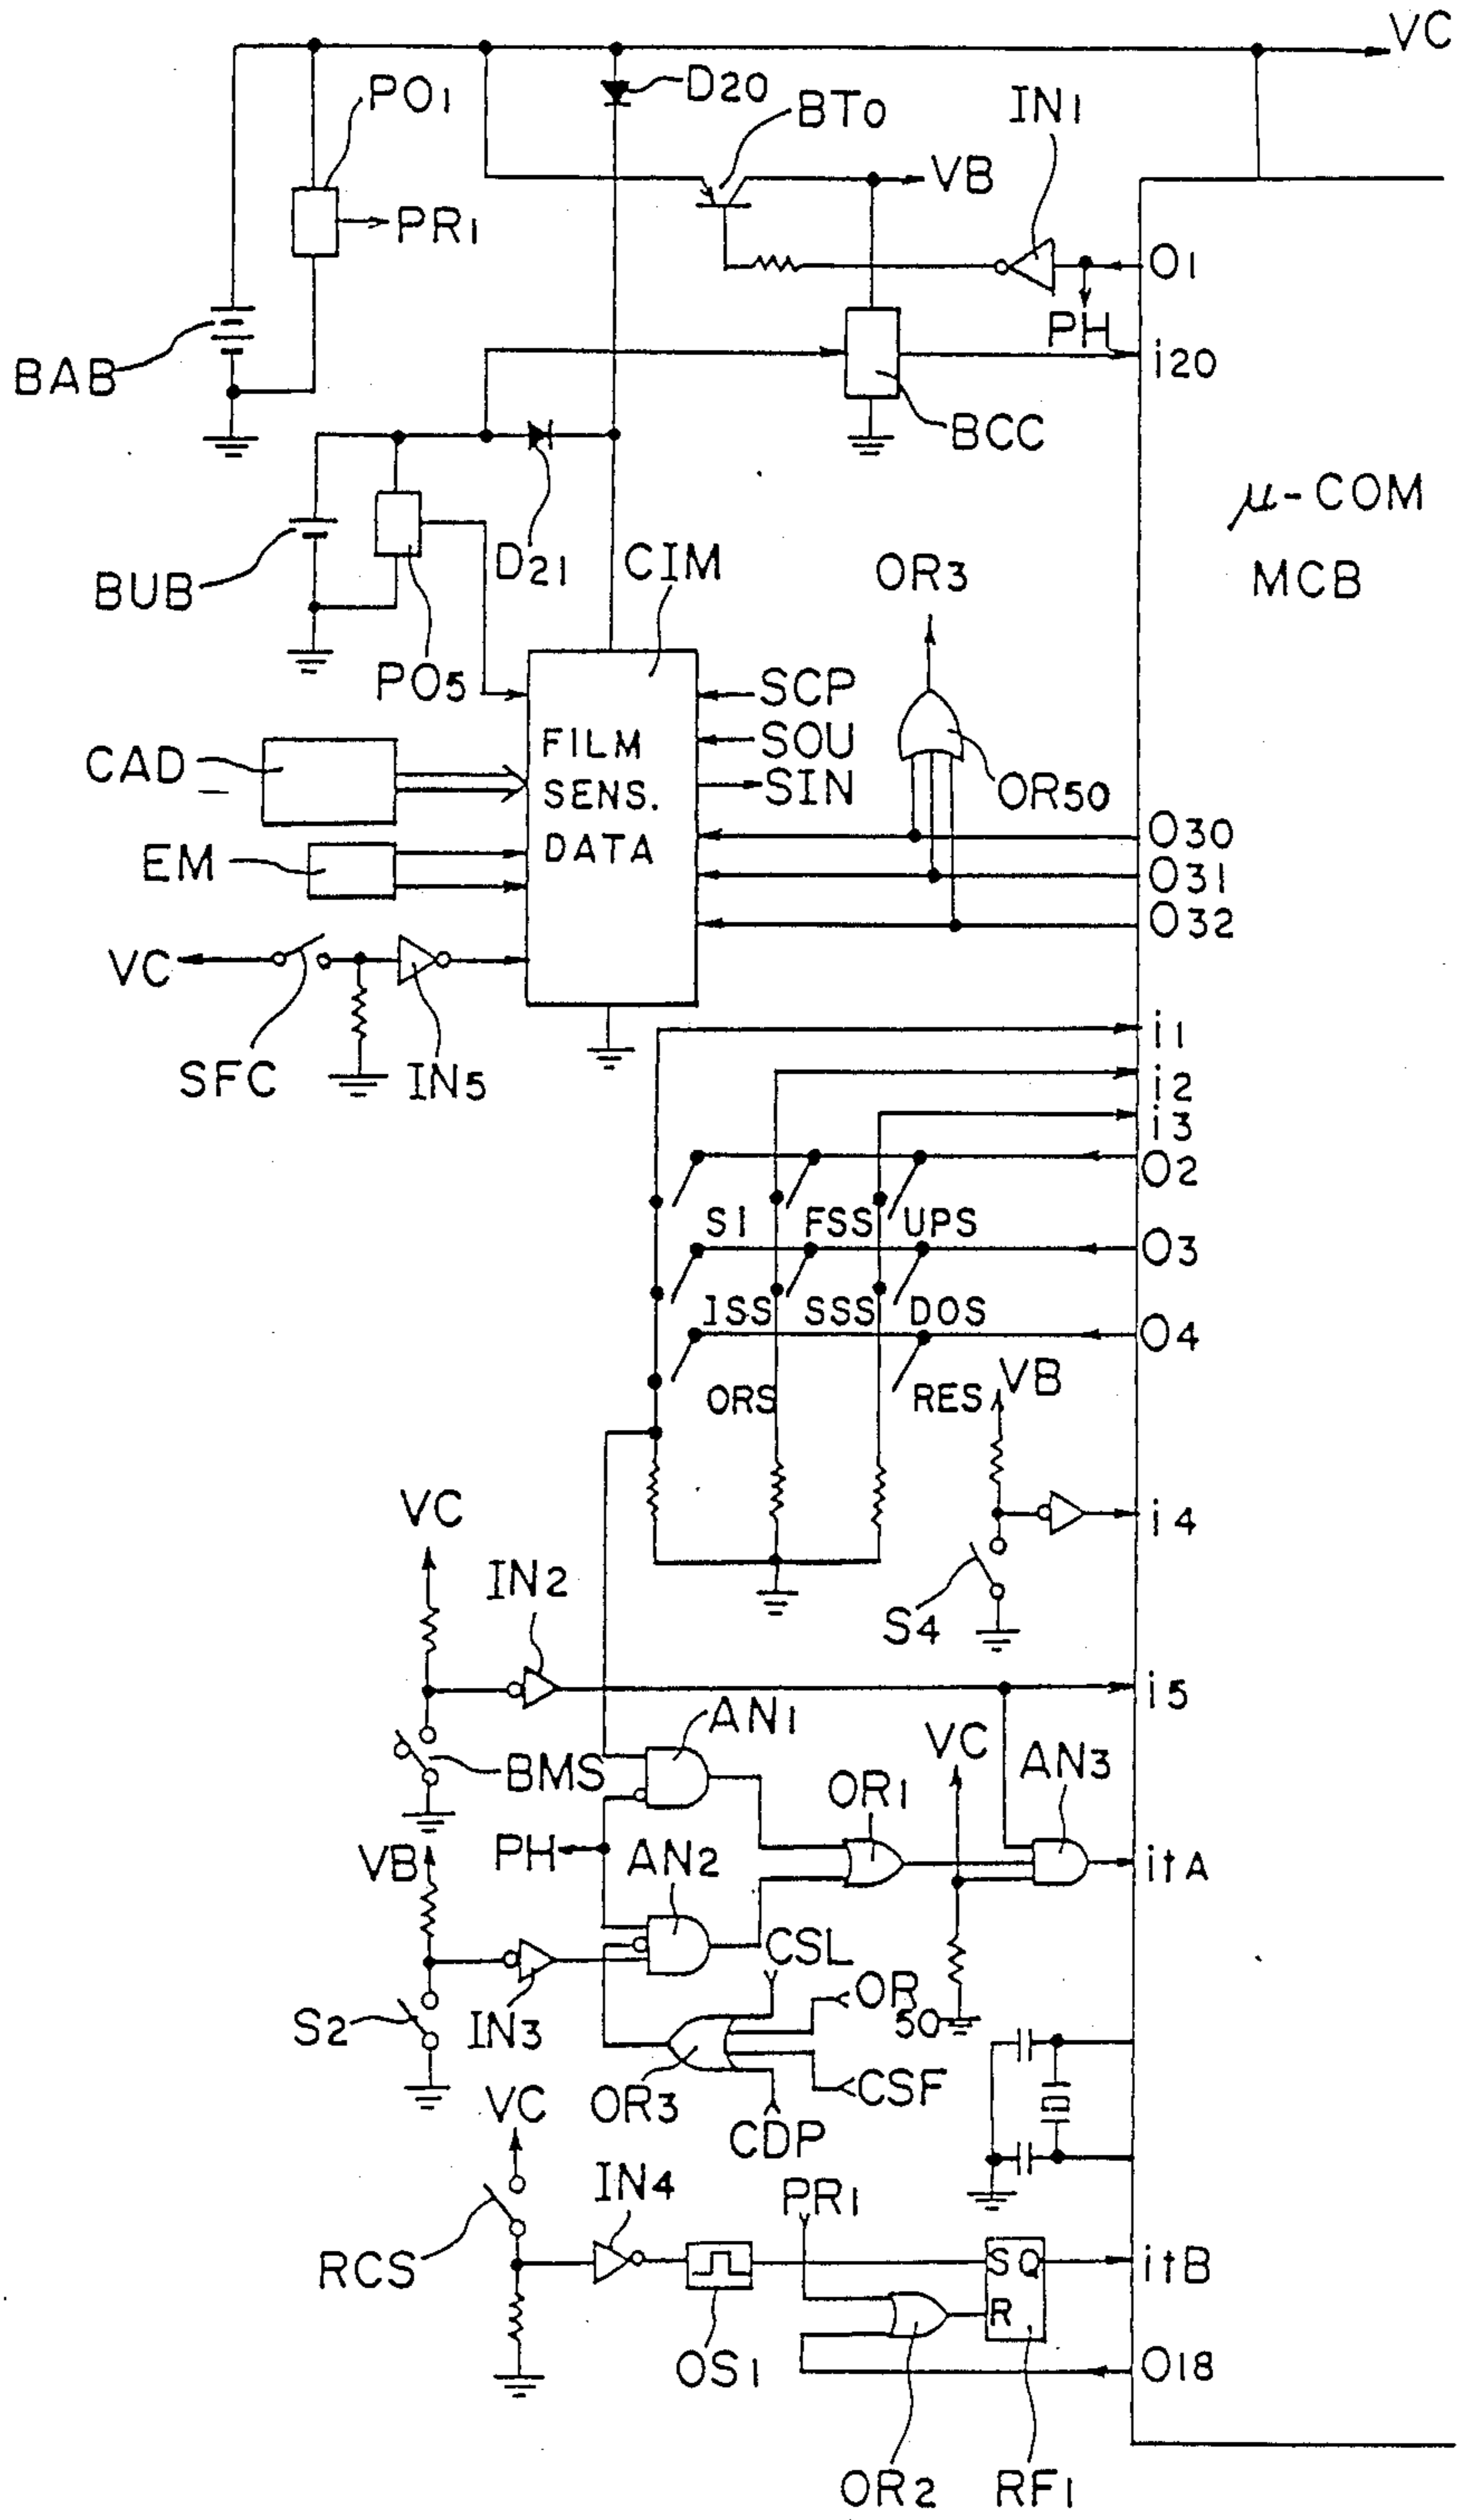 VC
PO1
D20
BTO
IN1
PR1
VB
O1
PH
BAB
i20
BCC
μ-COM
MCB
BUB
D21
CIM
OR3
PO5
SCP
CAD
FILM
SOU
SENS.
SIN
OR50
O30
EM
DATA
O31
O32
VC
SFC
IN5
i1
i2
i3
O2
S1
FSS
UPS
O3
ISS
SSS
DOS
O4
VB
ORS
RES
VC
i4
IN2
S4
i5
AN1
VC
AN3
BMS
OR1
PH
AN2
VB
itA
CSL
OR
50
S2
IN3
OR3
CSF
VC
CDP
IN4
PR1
RCS
S Q
itB
R
OS1
O18
OR2
RF1